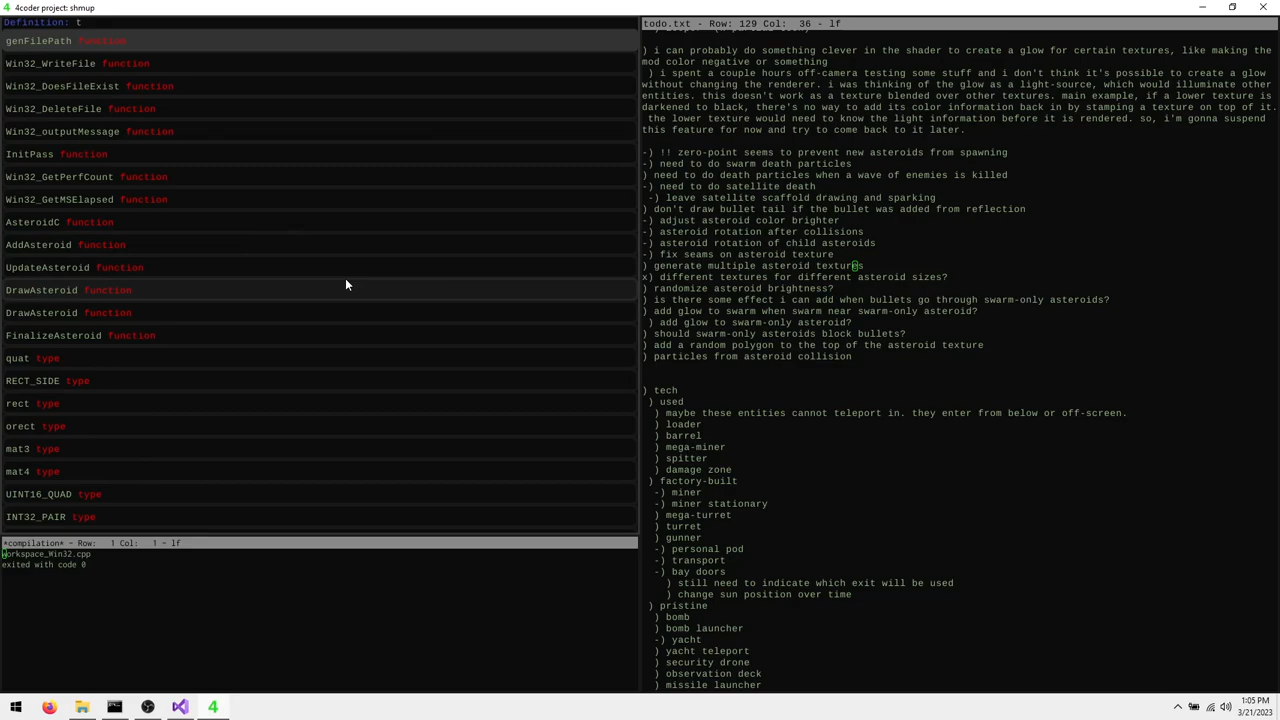 4coder project: shmup
Definition: t
genFilePath function
Win32_WriteFile function
Win32_DoesFileExist function
Win32_DeleteFile function
Win32_outputMessage function
InitPass function
Win32_GetPerfCount function
Win32_GetMSElapsed function
AsteroidC function
AddAsteroid function
UpdateAsteroid function
DrawAsteroid function
DrawAsteroid function
FinalizeAsteroid function
quat type
RECT_SIDE type
rect type
orect type
mat3 type
mat4 type
UINT16_QUAD type
INT32_PAIR type
*compilation* - Row: 1 Col: 1 - lf
workspace_Win32.cpp
exited with code 0
todo.txt - Row: 129 Col: 36 - lf
) i can probably do something clever in the shader to create a glow for certain textures, like making the
mod color negative or something
) i spent a couple hours off-camera testing some stuff and i don't think it's possible to create a glow
without changing the renderer. i was thinking of the glow as a light-source, which would illuminate other
entities. this doesn't work as a texture blended over other textures. main example, if a lower texture is
darkened to black, there's no way to add its color information back in by stamping a texture on top of it.
the lower texture would need to know the light information before it is rendered. so, i'm gonna suspend
this feature for now and try to come back to it later.
-) !! zero-point seems to prevent new asteroids from spawning
-) need to do swarm death particles
) need to do death particles when a wave of enemies is killed
-) need to do satellite death
-) leave satellite scaffold drawing and sparking
) don't draw bullet tail if the bullet was added from reflection
-) adjust asteroid color brighter
-) asteroid rotation after collisions
-) asteroid rotation of child asteroids
-) fix seams on asteroid texture
) generate multiple asteroid textures
x) different textures for different asteroid sizes?
) randomize asteroid brightness?
) is there some effect i can add when bullets go through swarm-only asteroids?
) add glow to swarm when swarm near swarm-only asteroid?
) add glow to swarm-only asteroid?
) should swarm-only asteroids block bullets?
) add a random polygon to the top of the asteroid texture
) particles from asteroid collision
) tech
) used
) maybe these entities cannot teleport in. they enter from below or off-screen.
) loader
) barrel
) mega-miner
) spitter
) damage zone
) factory-built
-) miner
-) miner stationary
) mega-turret
) turret
) gunner
-) personal pod
-) transport
-) bay doors
) still need to indicate which exit will be used
) change sun position over time
) pristine
) bomb
) bomb launcher
-) yacht
) yacht teleport
) security drone
) observation deck
) missile launcher
1:05 PM
3/21/2023